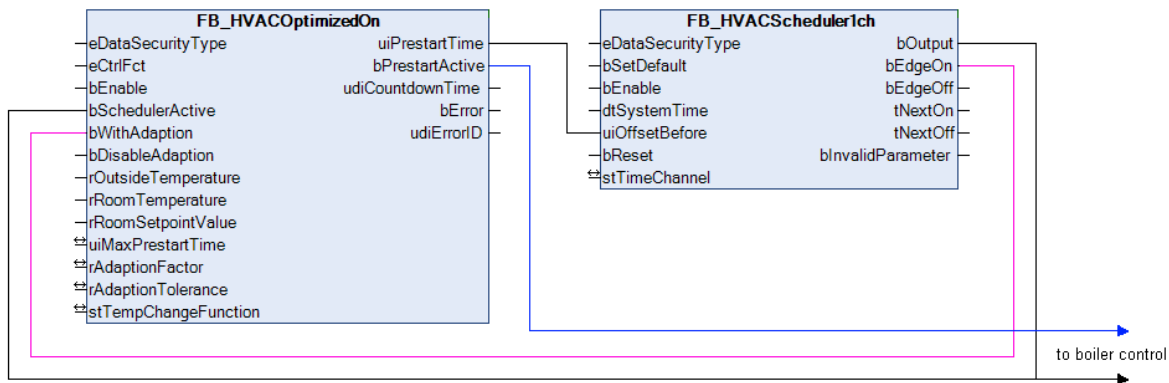 FB_HVACOptimizedOn
eDataSecurityType
eCtrlFct
bEnable
bSchedulerActive
bWithAdaption
bDisableAdaption
rOutsideTemperature
rRoomTemperature
rRoomSetpointValue
uiMaxPrestartTime
rAdaptionFactor
rAdaptionTolerance
stTempChangeFunction
uiPrestartTime
bPrestartActive
udiCountdownTime
bError
udiErrorID
FB_HVACScheduler1ch
eDataSecurityType
bSetDefault
bEnable
dtSystemTime
uiOffsetBefore
bReset
stTimeChannel
bOutput
bEdgeOn
bEdgeOff
tNextOn
tNextOff
bInvalidParameter
to boiler control